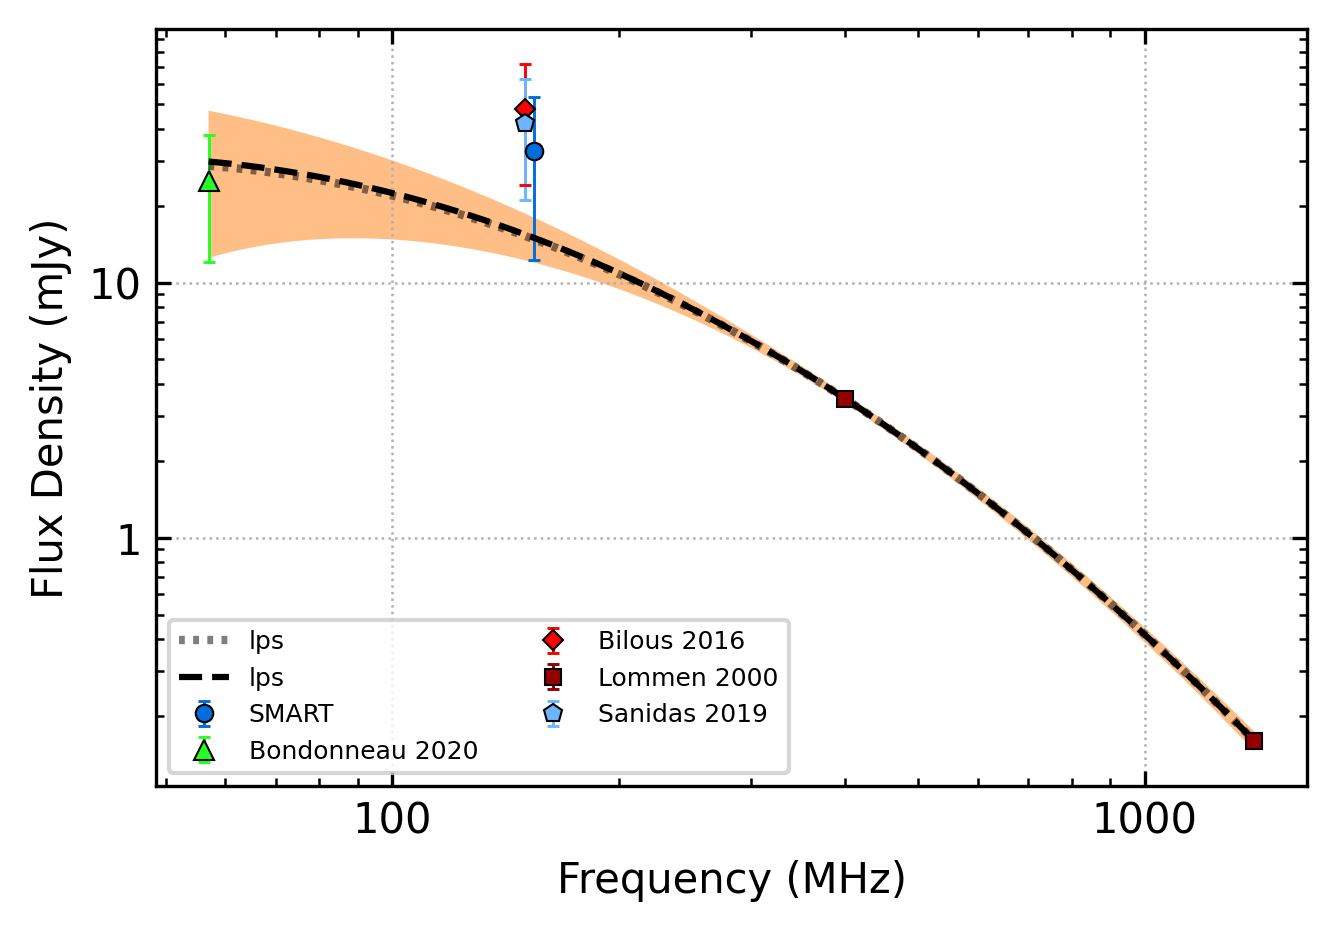 Flux Density (mJy)
10
1
lps
lps
SMART
Bondonneau 2020
Bilous 2016
Lommen 2000
Sanidas 2019
100
1000
Frequency (MHz)